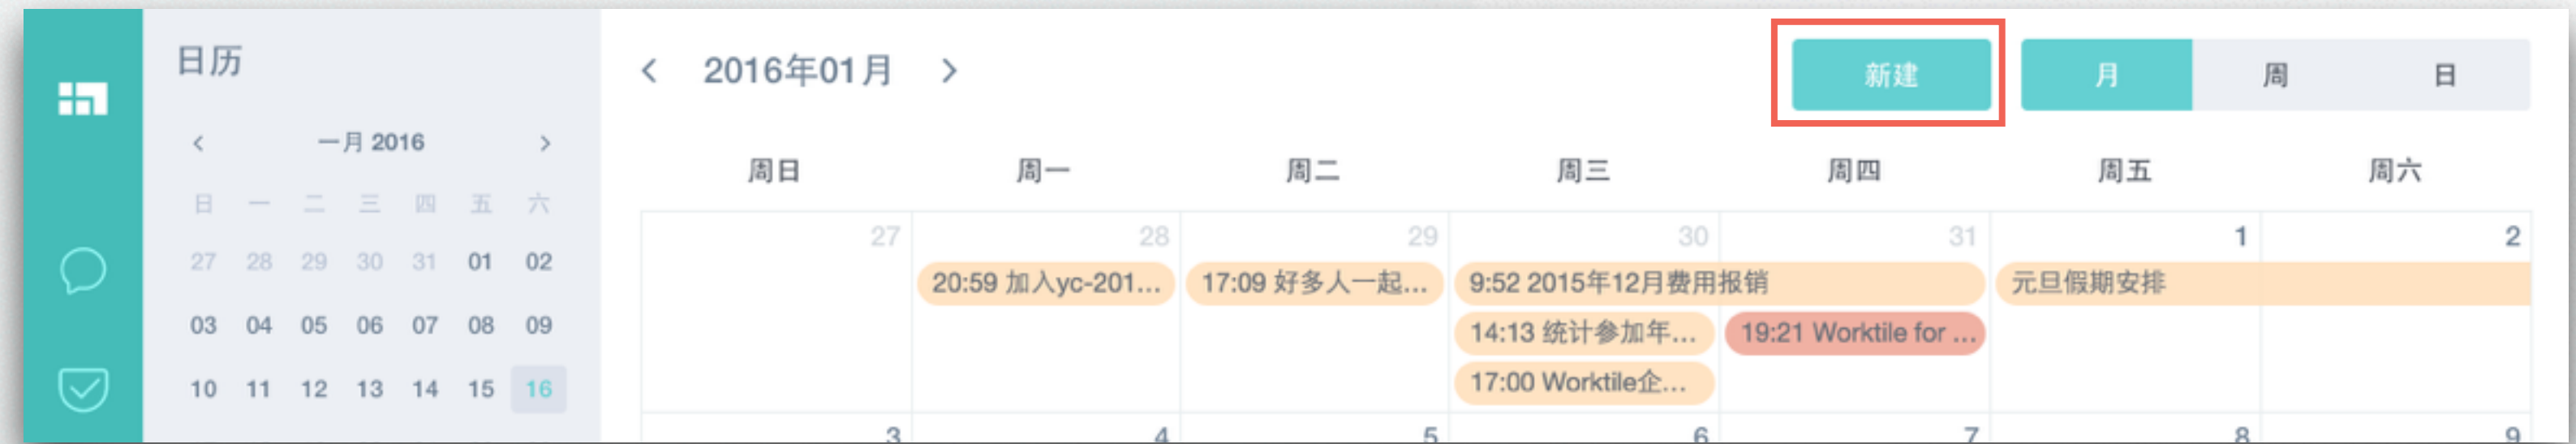 日历
一月 2016
日 一 二 三 四 五 六
27 28 29 30 31 01 02
03 04 05 06 07 08 09
10 11 12 13 14 15 16
2016年01月
新建
月 周 日
周日 周一 周二 周三 周四 周五 周六
27 28 29 30 31 1 2
20:59 加入yc-201... 17:09 好多人一起... 9:52 2015年12月费用报销 元旦假期安排
14:13 统计参加年... 19:21 Worktile for ...
17:00 Worktile企...
3 4 5 6 7 8 9